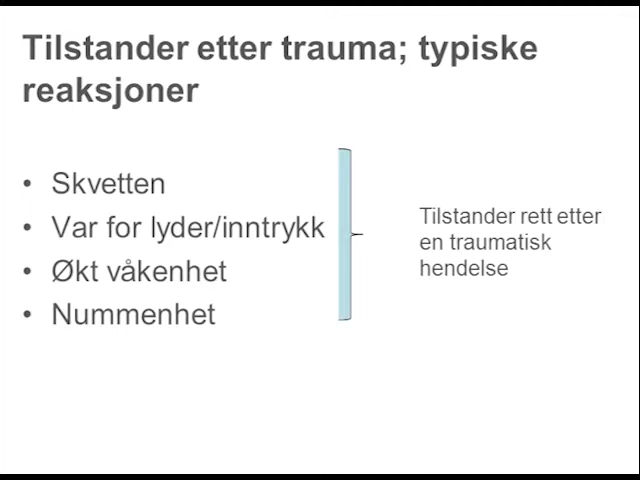 Tilstander etter trauma; typiske
reaksjoner
• Skvetten
• Var for lyder/inntrykk
• Økt våkenhet
• Nummenhet
Tilstander rett etter
en traumatisk
hendelse